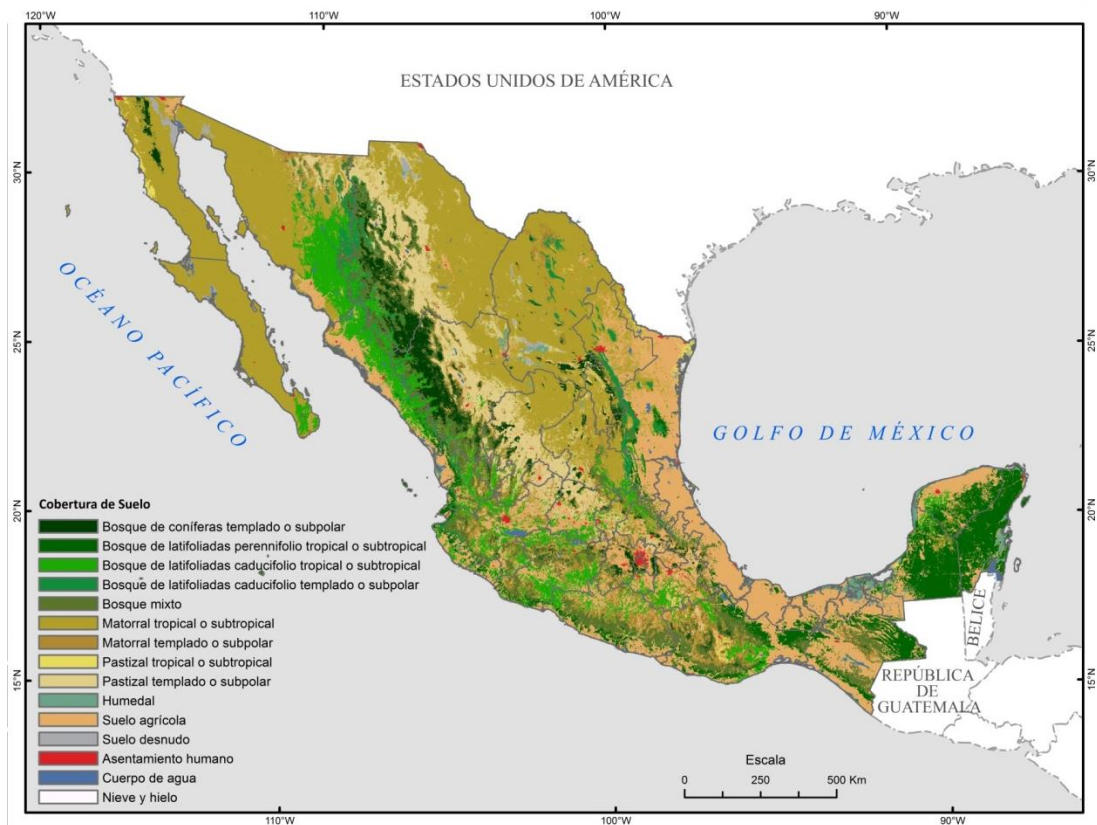 120°W 110°W 100°W 90°W
ESTADOS UNIDOS DE AMÉRICA
30°N 30°N
25°N 25°N
OCÉANO PACÍFICO
GOLFO DE MÉXICO
20°N 20°N
15°N 15°N
BELICE
REPÚBLICA
DE
GUATEMALA
Cobertura de Suelo
Bosque de coníferas templado o subpolar
Bosque de latifoliadas perennifolio tropical o subtropical
Bosque de latifoliadas caducifolio tropical o subtropical
Bosque de latifoliadas caducifolio templado o subpolar
Bosque mixto
Matorral tropical o subtropical
Matorral templado o subpolar
Pastizal tropical o subtropical
Pastizal templado o subpolar
Humedal
Suelo agrícola
Suelo desnudo
Asentamiento humano
Cuerpo de agua
Nieve y hielo
Escala
0 250 500 Km
110°W 100°W 90°W